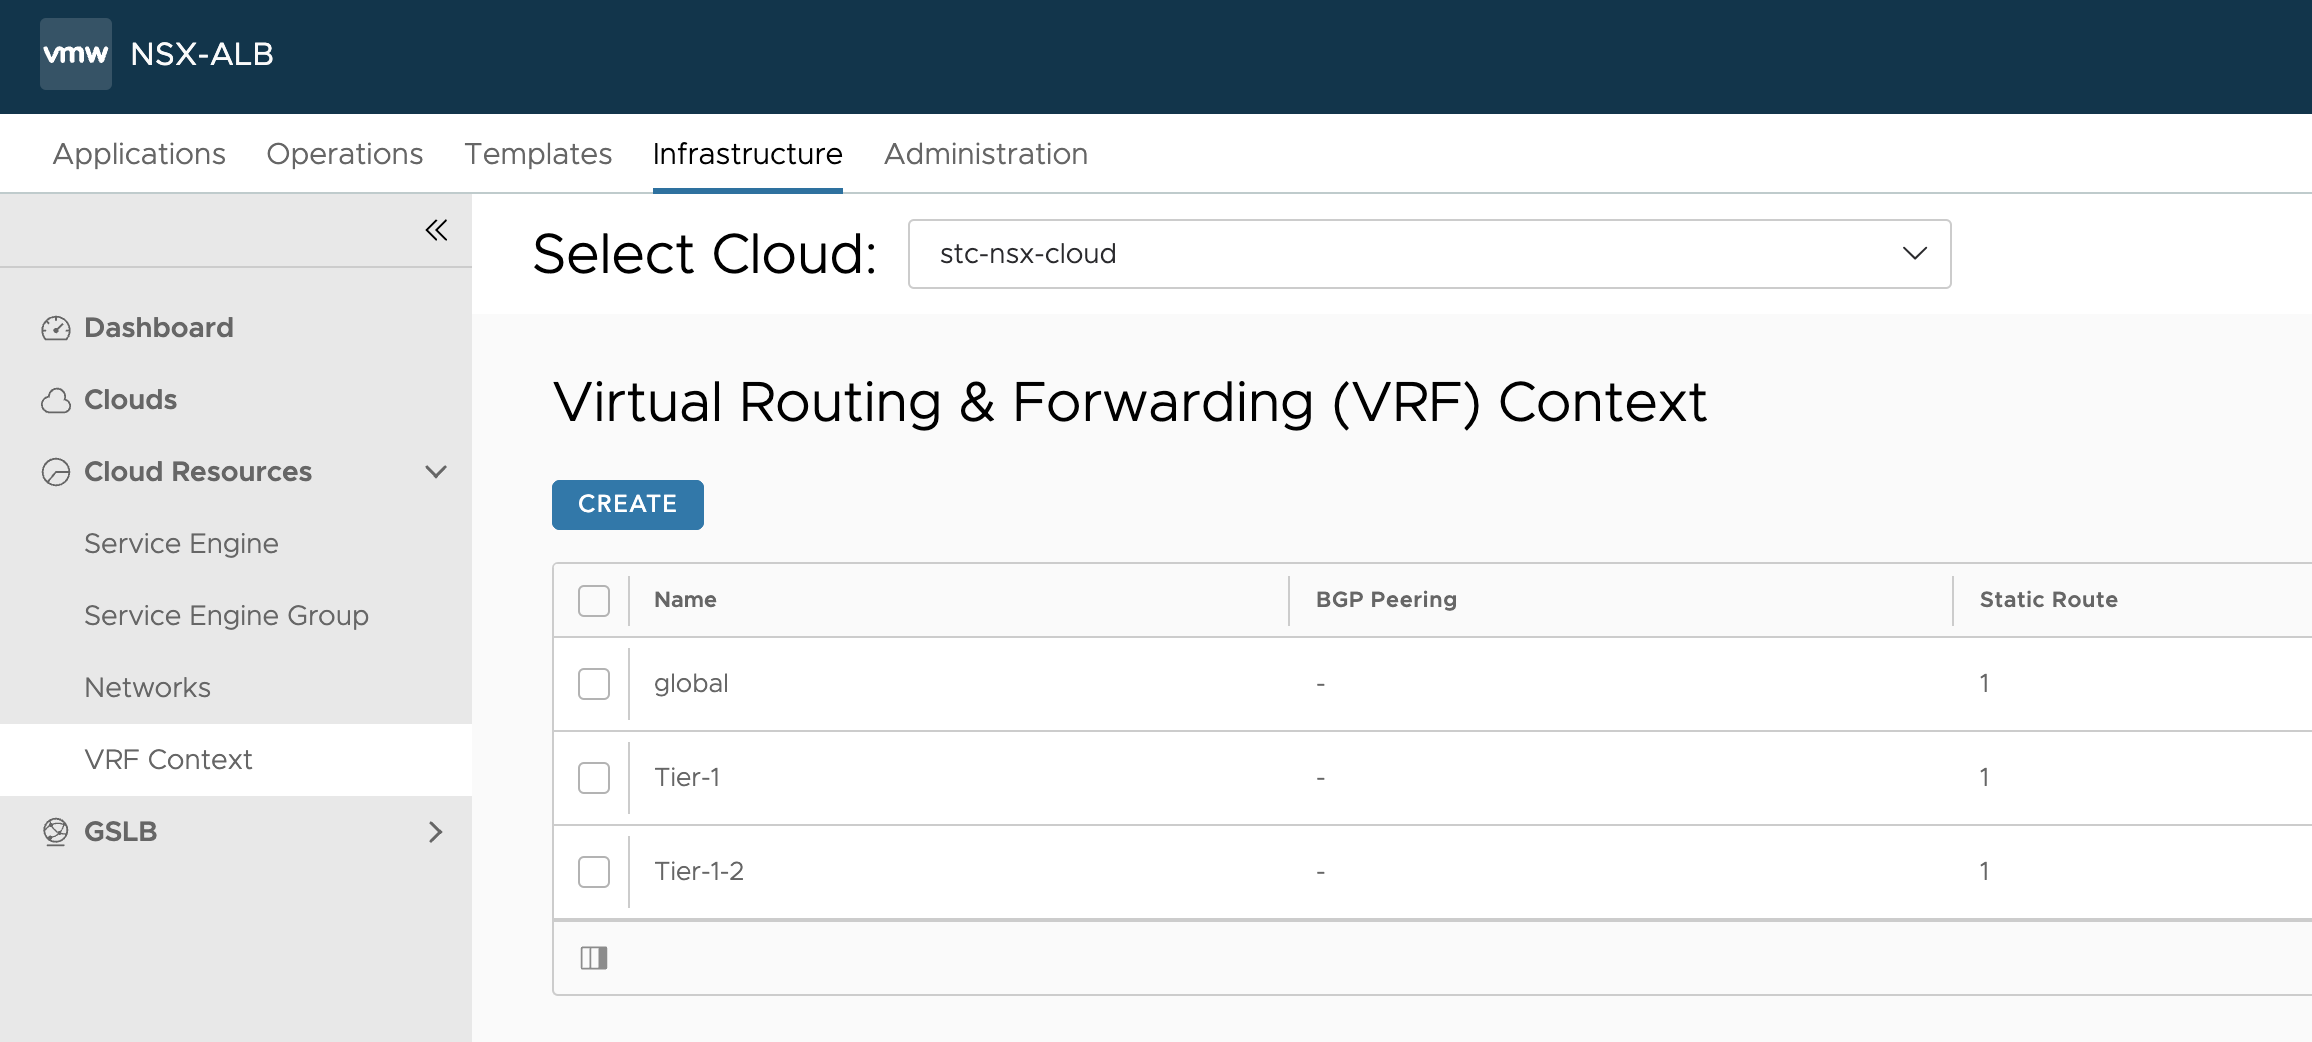 vmw NSX-ALB
Applications Operations Templates Infrastructure Administration
Select Cloud: stc-nsx-cloud
Dashboard
Clouds
Cloud Resources
Service Engine
Service Engine Group
Networks
VRF Context
GSLB
Virtual Routing & Forwarding (VRF) Context
CREATE
Name BGP Peering Static Route
global - 1
Tier-1 - 1
Tier-1-2 - 1